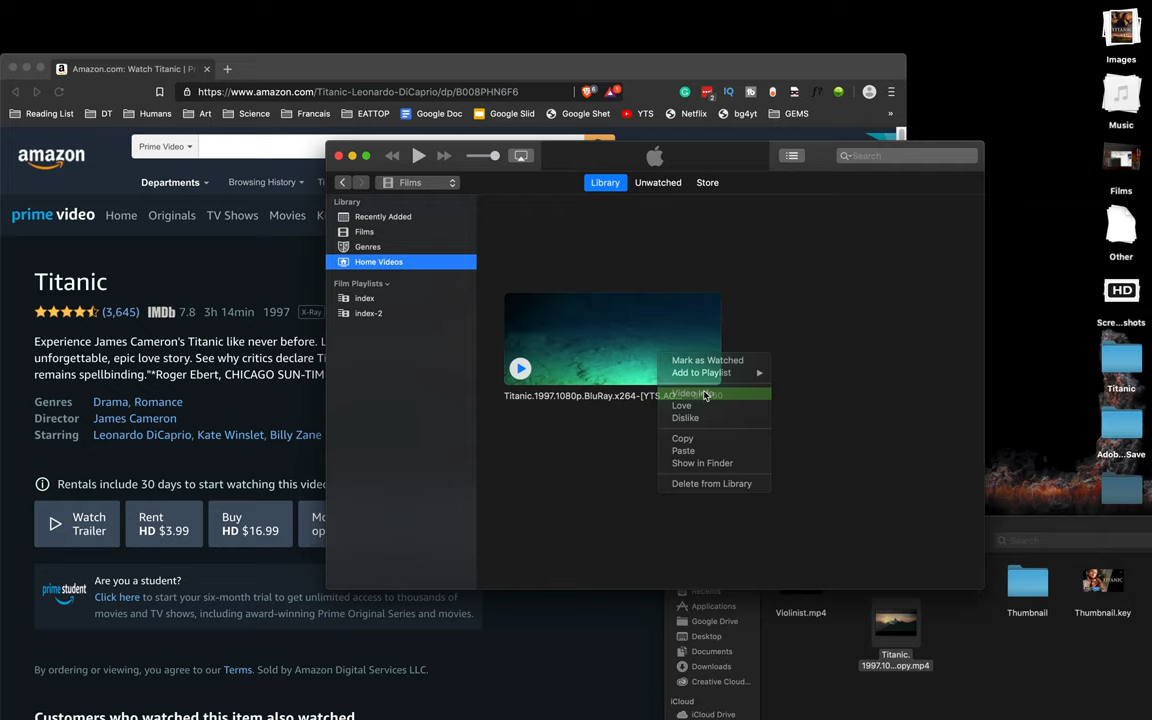 Amazon.com: Watch Titanic | P
https://www.amazon.com/Titanic-Leonardo-DiCaprio/dp/B008PHN6F6
Reading List
DT
Humans
Art
Science
Francais
EATTOP
Google Doc
Google Slid
Google Shet
YTS
Netflix
bg4yt
GEMS
»
amazon
Prime Video
Departments
Browsing History
prime video
Home
Originals
TV Shows
Movies
Titanic
(3,645)
IMDb 7.8
3h 14min
1997
X-Ray
Experience James Cameron's Titanic like never before.
unforgettable, epic love story. See why critics declare
remains spellbinding."*Roger Ebert, CHICAGO SUN-TIM
Genres
Drama, Romance
Director
James Cameron
Starring
Leonardo DiCaprio, Kate Winslet, Billy Zane
Rentals include 30 days to start watching this video
Watch
Trailer
Rent
HD $3.99
Buy
HD $16.99
Are you a student?
Click here to start your six-month trial to get unlimited access to thousands of
movies and TV shows, including award-winning Prime Original Series and movies.
prime student
By ordering or viewing, you agree to our Terms. Sold by Amazon Digital Services LLC.
Customers who watched this item also watched
Search
Films
Library
Unwatched
Store
Library
Recently Added
Films
Genres
Home Videos
Film Playlists
index
index-2
Titanic.1997.1080p.BluRay.x264-[YTS.A
Mark as Watched
Add to Playlist
Video Info
Love
Dislike
Copy
Paste
Show in Finder
Delete from Library
Images
Music
Films
Other
HD
Scre...shots
Titanic
Adob...Save
Search
Recents
Applications
Google Drive
Desktop
Documents
Downloads
Creative Cloud...
iCloud
iCloud Drive
Violinist.mp4
Titanic.
1997.10...opy.mp4
Thumbnail
Thumbnail.key